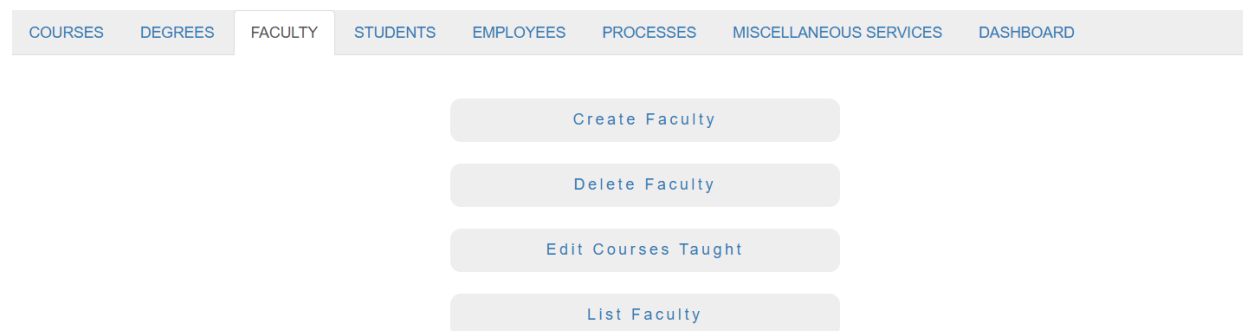 COURSES DEGREES FACULTY STUDENTS EMPLOYEES PROCESSES MISCELLANEOUS SERVICES DASHBOARD
Create Faculty
Delete Faculty
Edit Courses Taught
List Faculty